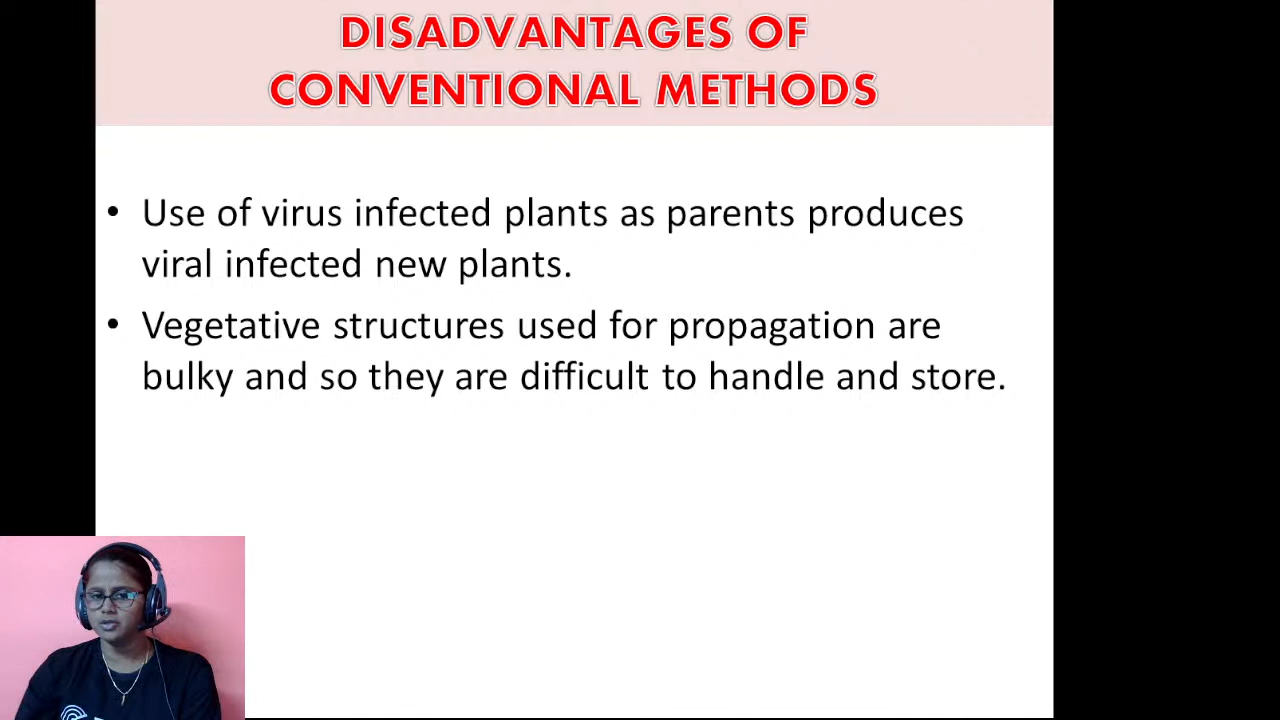 DISADVANTAGES OF
CONVENTIONAL METHODS
• Use of virus infected plants as parents produces
viral infected new plants.
• Vegetative structures used for propagation are
bulky and so they are difficult to handle and store.